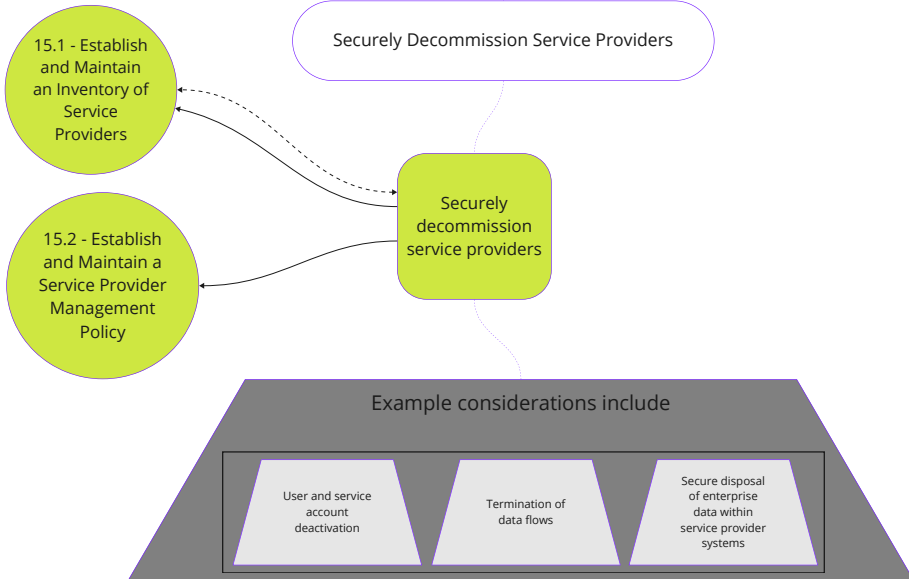 Securely Decommission Service Providers
15.1 - Establish
and Maintain
an Inventory of
Service
Providers
Securely
decommission
service providers
15.2 - Establish
and Maintain a
Service Provider
Management
Policy
Example considerations include
User and service
account
deactivation
Termination of
data flows
Secure disposal
of enterprise
data within
service provider
systems